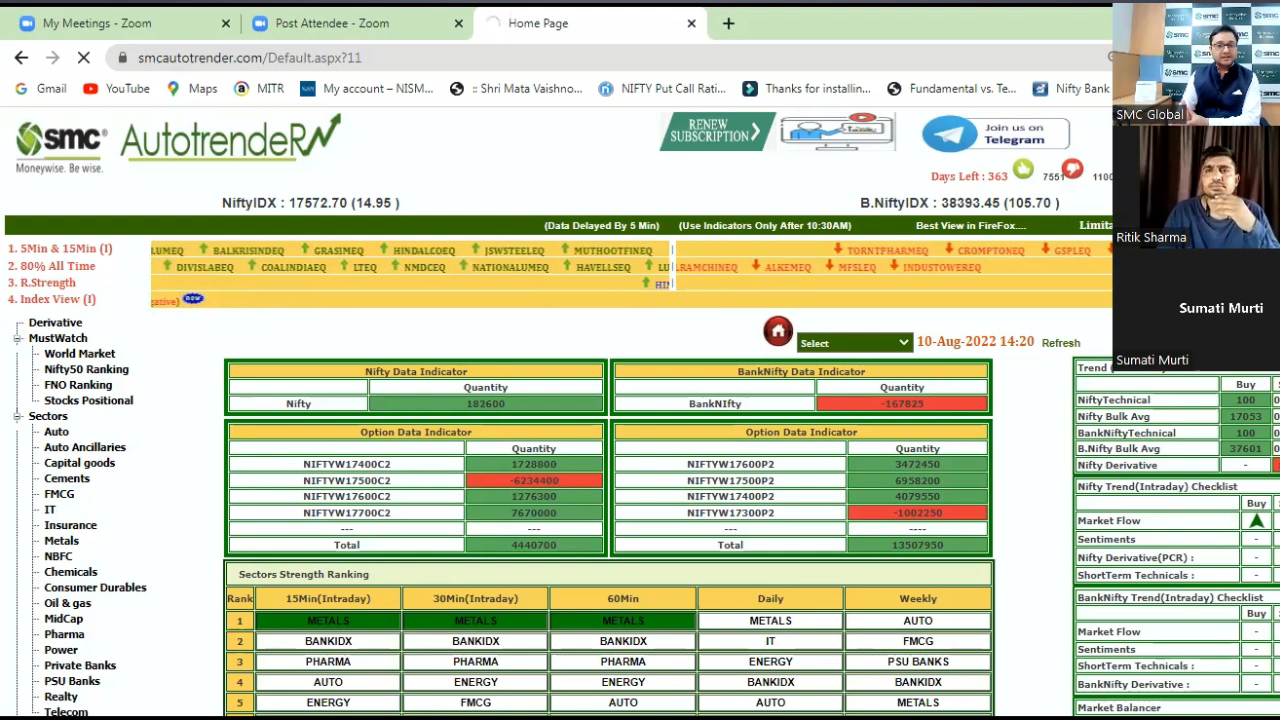 My Meetings - Zoom
Post Attendee - Zoom
Home Page
smcautotrender.com/Default.aspx?11
Gmail
YouTube
Maps
MITR
My account – NISM...
:: Shri Mata Vaishno...
NIFTY Put Call Rati...
Thanks for installin...
Fundamental vs. Te...
Nifty Bank
smc
Moneywise. Be wise.
AutotrendeR
RENEW SUBSCRIPTION
Join us on Telegram
Days Left : 363
7551
1100
NiftyIDX : 17572.70 (14.95 )
B.NiftyIDX : 38393.45 (105.70 )
(Data Delayed By 5 Min)
(Use Indicators Only After 10:30AM)
Best View in FireFox....
Limita
1. 5Min & 15Min (I)
2. 80% All Time
3. R.Strength
4. Index View (I)
LUMEQ BALKRISINDEQ GRASIMEQ HINDALCOEQ JSWSTEELEQ MUTHOOTFINEQ
TORNTPHARMEQ CROMPTONEQ GSPLEQ
DIVISLABEQ COALINDIAEQ LTEQ NMDCEQ NATIONALUMEQ HAVELLSEQ LU
LRAMCHINEQ ALKEMEQ MFSLEQ INDUSTOWEREQ
HI
gative)
new
Derivative
MustWatch
World Market
Nifty50 Ranking
FNO Ranking
Stocks Positional
Sectors
Auto
Auto Ancillaries
Capital goods
Cements
FMCG
IT
Insurance
Metals
NBFC
Chemicals
Consumer Durables
Oil & gas
MidCap
Pharma
Power
Private Banks
PSU Banks
Realty
Telecom
Select
10-Aug-2022 14:20
Refresh
Nifty Data Indicator
Quantity
Nifty 182600
BankNifty Data Indicator
Quantity
BankNIfty -167825
Option Data Indicator
Quantity
NIFTYW17400C2 1728800
NIFTYW17500C2 -6234400
NIFTYW17600C2 1276300
NIFTYW17700C2 7670000
---
--
Total 4440700
Option Data Indicator
Quantity
NIFTYW17600P2 3472450
NIFTYW17500P2 6958200
NIFTYW17400P2 4079550
NIFTYW17300P2 -1002250
---
----
Total 13507950
Sectors Strength Ranking
Rank 15Min(Intraday) 30Min(Intraday) 60Min Daily Weekly
1 METALS METALS METALS METALS AUTO
2 BANKIDX BANKIDX BANKIDX IT FMCG
3 PHARMA PHARMA PHARMA ENERGY PSU BANKS
4 AUTO ENERGY ENERGY BANKIDX BANKIDX
5 ENERGY FMCG AUTO AUTO METALS
Trend
Buy
NiftyTechnical 100
Nifty Bulk Avg 17053
BankNiftyTechnical 100
B.Nifty Bulk Avg 37601
Nifty Derivative -
Nifty Trend(Intraday) Checklist
Buy
Market Flow
Sentiments -
Nifty Derivative(PCR) : -
ShortTerm Technicals : -
BankNifty Trend(Intraday) Checklist
Buy
Market Flow -
Sentiments -
ShortTerm Technicals : -
BankNifty Derivative : -
Market Balancer
SMC Global
Ritik Sharma
Sumati Murti
Sumati Murti